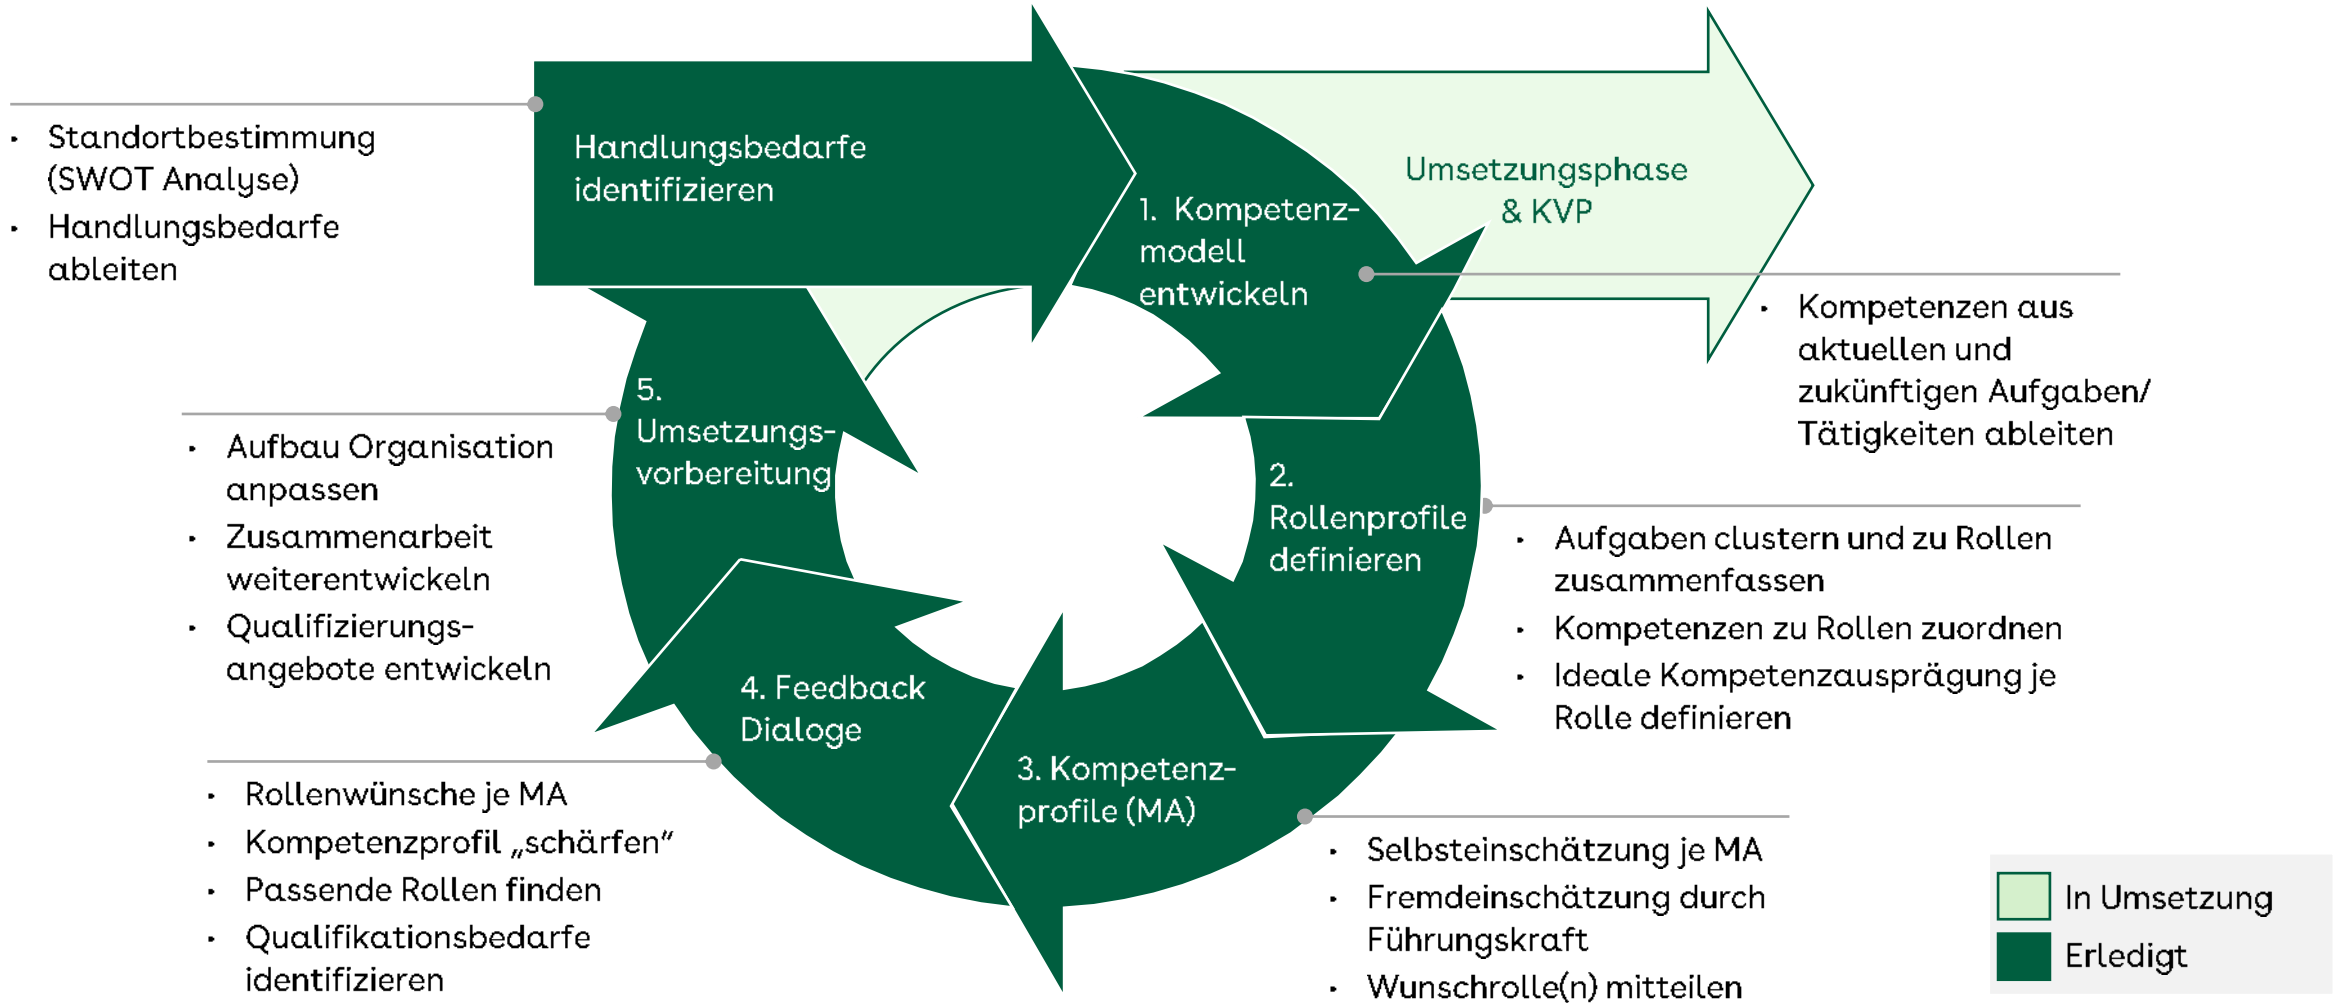 Handlungsbedarfe
identifizieren
• Standortbestimmung
(SWOT Analyse)
• Handlungsbedarfe
ableiten
Umsetzungsphase
& KVP
1. Kompetenz-
modell
entwickeln
• Kompetenzen aus
aktuellen und
zukünftigen Aufgaben/
Tätigkeiten ableiten
2.
Rollenprofile
definieren
• Aufgaben clustern und zu Rollen
zusammenfassen
• Kompetenzen zu Rollen zuordnen
• Ideale Kompetenzausprägung je
Rolle definieren
3. Kompetenz-
profile (MA)
• Selbsteinschätzung je MA
• Fremdeinschätzung durch
Führungskraft
• Wunschrolle(n) mitteilen
4. Feedback
Dialoge
• Rollenwünsche je MA
• Kompetenzprofil „schärfen“
• Passende Rollen finden
• Qualifikationsbedarfe
identifizieren
5.
Umsetzungs-
vorbereitung
• Aufbau Organisation
anpassen
• Zusammenarbeit
weiterentwickeln
• Qualifizierungs-
angebote entwickeln
In Umsetzung
Erledigt